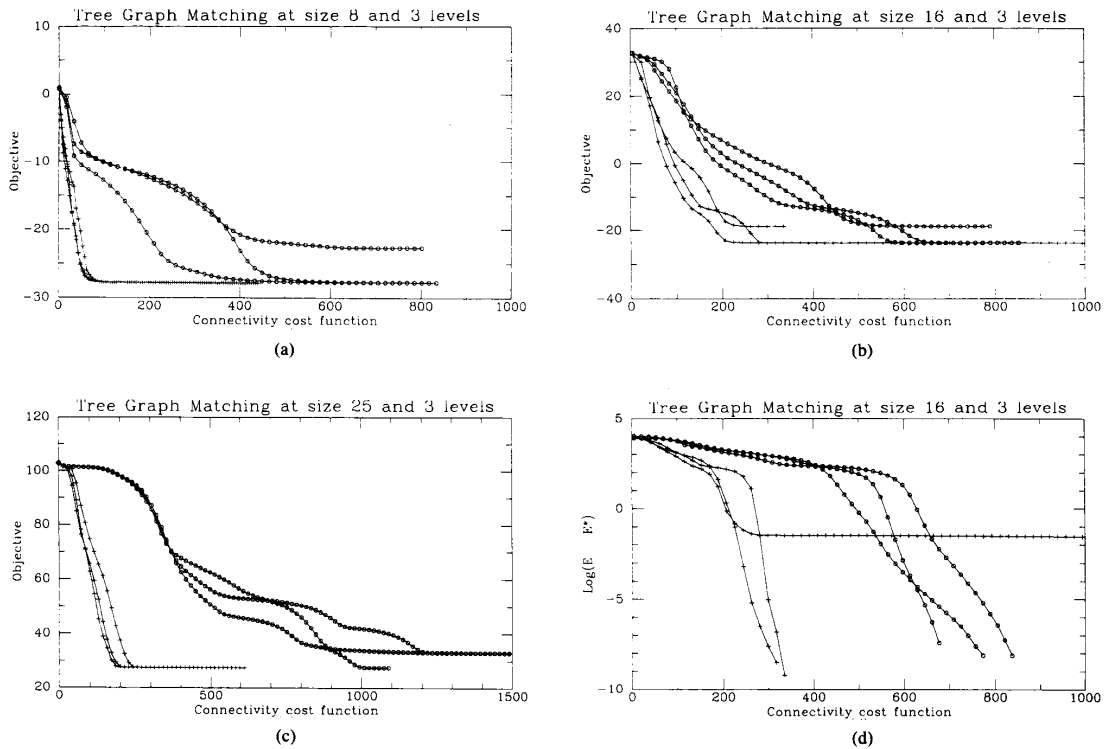 Tree Graph Matching at size 8 and 3 levels
10
0
−10
−20
−30
Objective
0
200
400
600
800
1000
Connectivity cost function
(a)
Tree Graph Matching at size 16 and 3 levels
40
20
0
−20
−40
Objective
0
200
400
600
800
1000
Connectivity cost function
(b)
Tree Graph Matching at size 25 and 3 levels
120
100
80
60
40
20
Objective
0
500
1000
1500
Connectivity cost function
(c)
Tree Graph Matching at size 16 and 3 levels
5
0
−5
−10
Log(E E*)
0
200
400
600
800
1000
Connectivity cost function
(d)